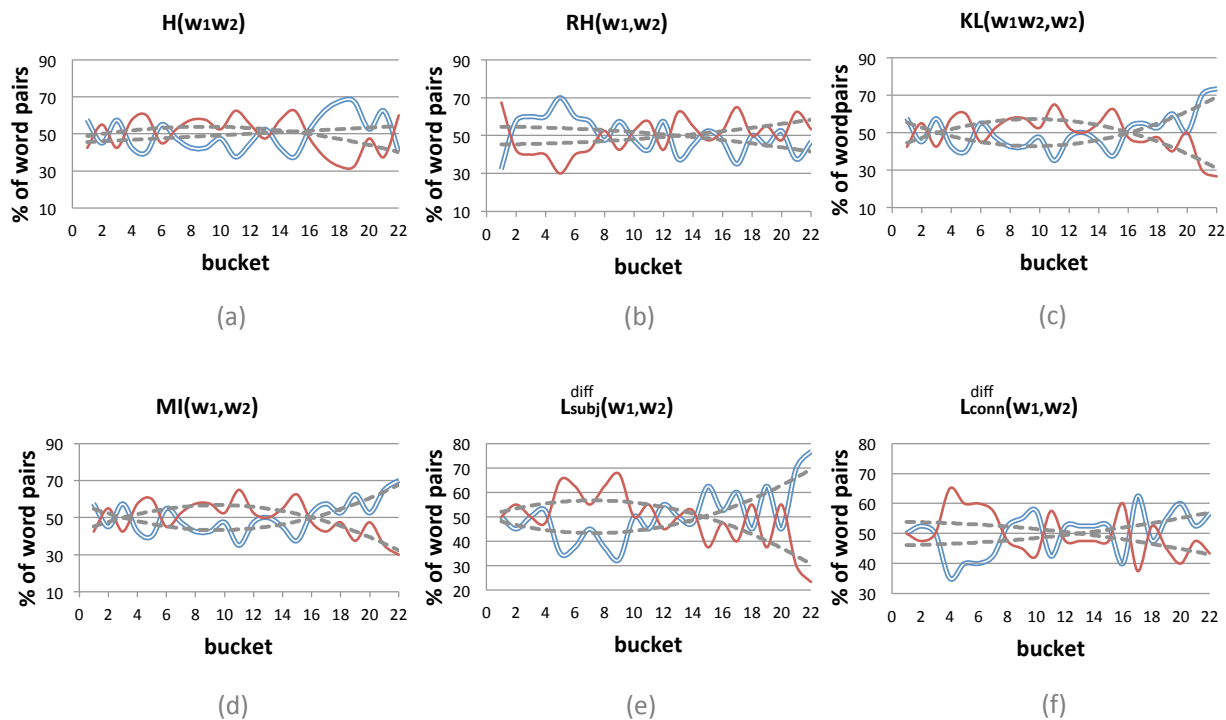 H(w₁w₂)
% of word pairs
90
70
50
30
10
0 2 4 6 8 10 12 14 16 18 20 22
bucket
(a)
RH(w₁,w₂)
% of word pairs
90
70
50
30
10
0 2 4 6 8 10 12 14 16 18 20 22
bucket
(b)
KL(w₁w₂,w₂)
% of wordpairs
90
70
50
30
10
0 2 4 6 8 10 12 14 16 18 20 22
bucket
(c)
MI(w₁,w₂)
% of word pairs
90
70
50
30
10
0 2 4 6 8 10 12 14 16 18 20 22
bucket
(d)
diff
Lsubj(w₁,w₂)
% of word pairs
80
70
60
50
40
30
20
0 2 4 6 8 10 12 14 16 18 20 22
bucket
(e)
diff
Lconn(w₁,w₂)
% of word pairs
80
70
60
50
40
30
0 2 4 6 8 10 12 14 16 18 20 22
bucket
(f)